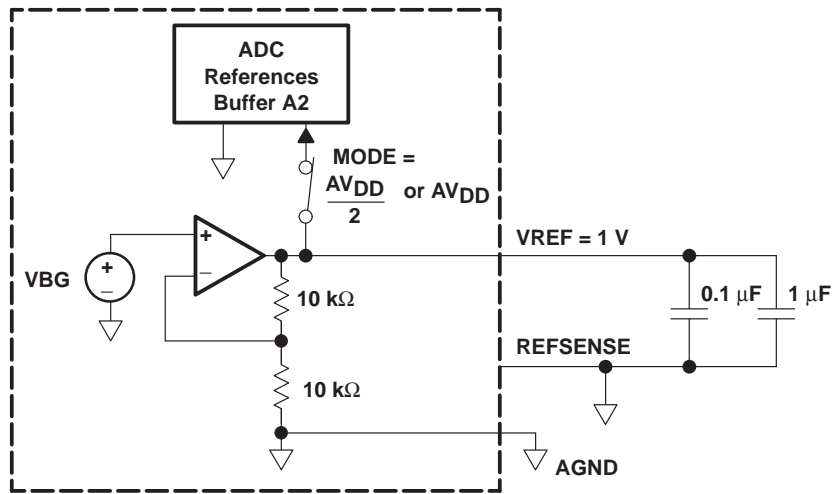 ADC
References
Buffer A2
MODE =
AVDD
2
or AVDD
+
−
VBG
+
−
VREF = 1 V
10 kΩ
0.1 μF
1 μF
REFSENSE
10 kΩ
AGND